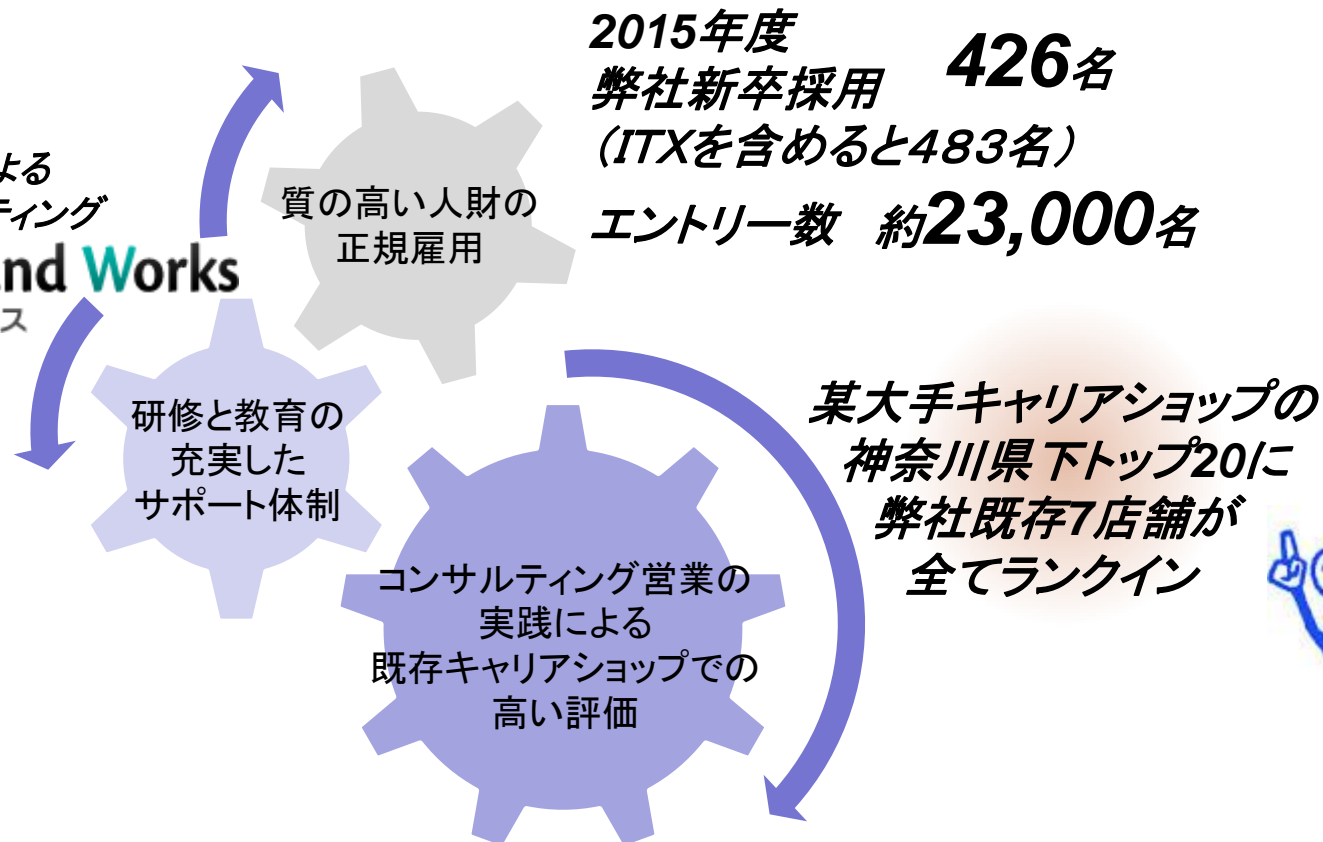 2015年度
弊社新卒採用 426名
（ITXを含めると４８３名）
エントリー数 約23,000名
よる
ティング
nd Works
ス
質の高い人財の
正規雇用
研修と教育の
充実した
サポート体制
コンサルティング営業の
実践による
既存キャリアショップでの
高い評価
某大手キャリアショップの
神奈川県下トップ20に
弊社既存7店舗が
全てランクイン